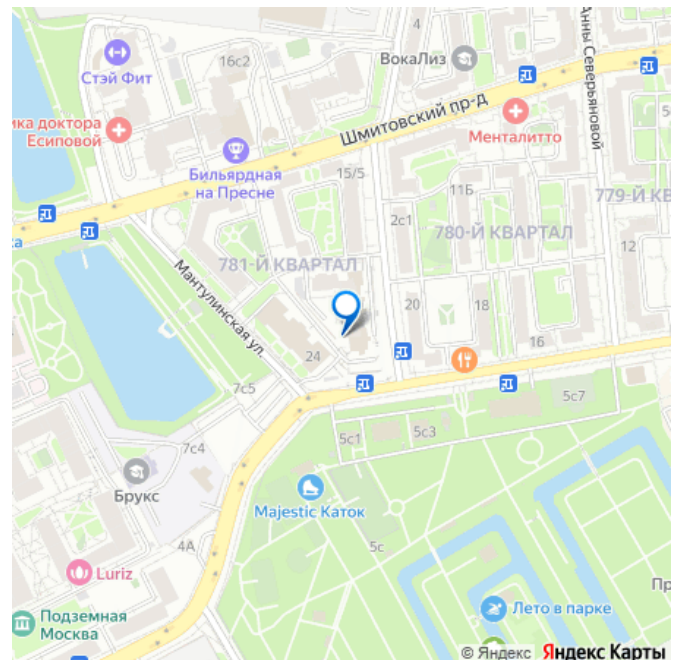 16с2
ВокаЛиз
4
Анны Северьяновой
Стэй Фит
Шмитовский пр-д
ика доктора
Есиповой
Менталитто
Бильярдная
на Пресне
15/5
11Б
779-Й КВ
2с1
780-Й КВАРТАЛ
12
ка
781-Й КВАРТАЛ
Мантулинская ул.
20
18
24
16
7с5
5с7
5с1
5с3
7с4
Брукс
Majestic Каток
5с
4А
Luriz
Пр
Лето в парке
Подземная
Москва
© Яндекс Яндекс Карты